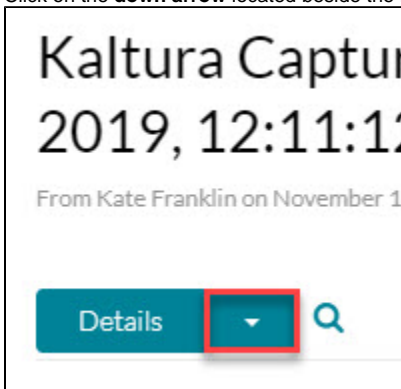 Click on the down arrow located beside the
Kaltura Captur
2019, 12:11:12
From Kate Franklin on November 1
Details